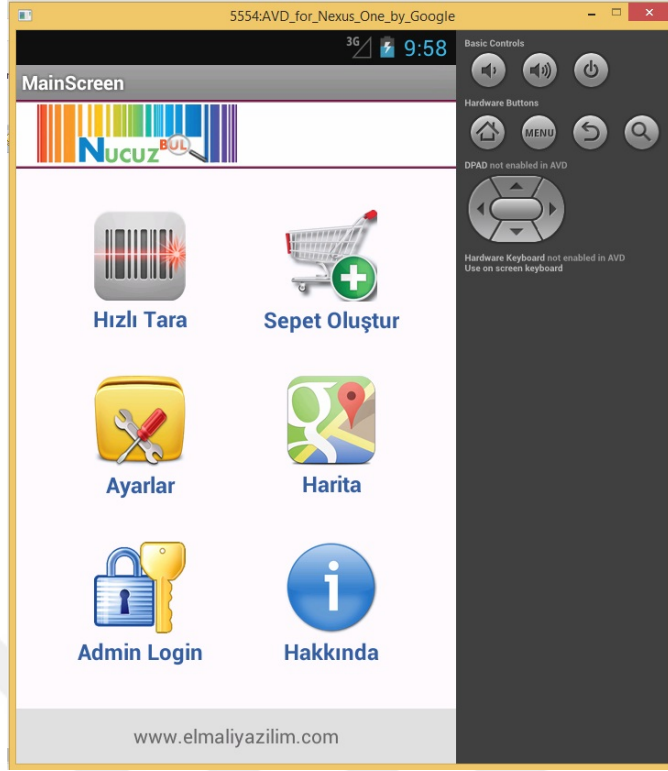 5554:AVD_for_Nexus_One_by_Google
3G 9:58
MainScreen
NUCUZ BUL
Hızlı Tara
Sepet Oluştur
Ayarlar
Harita
Admin Login
Hakkında
www.elmaliyazilim.com
Basic Controls
Hardware Buttons
MENU
DPAD not enabled in AVD
Hardware Keyboard not enabled in AVD
Use on screen keyboard